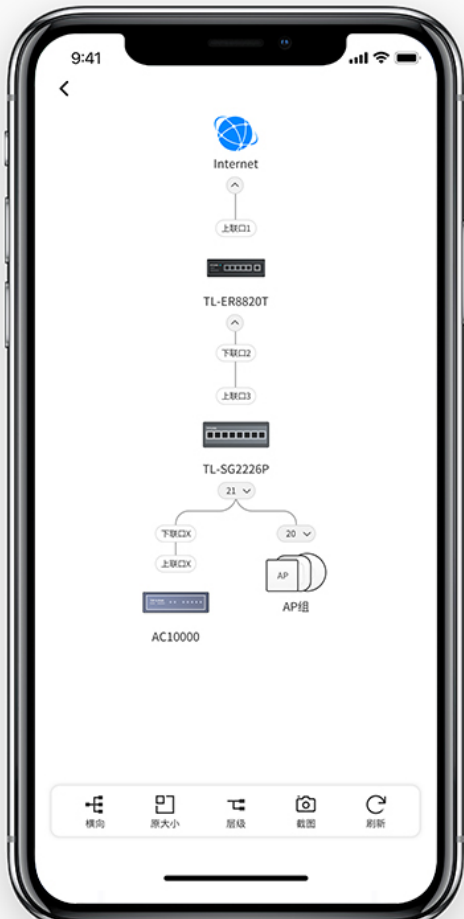 9:41
Internet
上联口1
TL-ER8820T
下联口2
上联口3
TL-SG2226P
21
下联口X
20
上联口X
AP
AP组
AC10000
横向
原大小
层级
截图
刷新